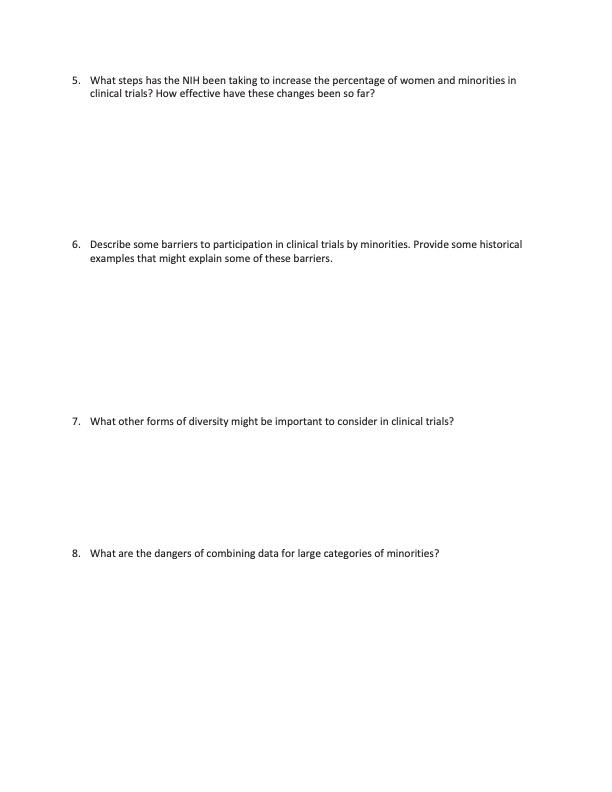 5. What steps has the NIH been taking to increase the percentage of women and minorities in
clinical trials? How effective have these changes been so far?
6. Describe some barriers to participation in clinical trials by minorities. Provide some historical
examples that might explain some of these barriers.
7. What other forms of diversity might be important to consider in clinical trials?
8. What are the dangers of combining data for large categories of minorities?